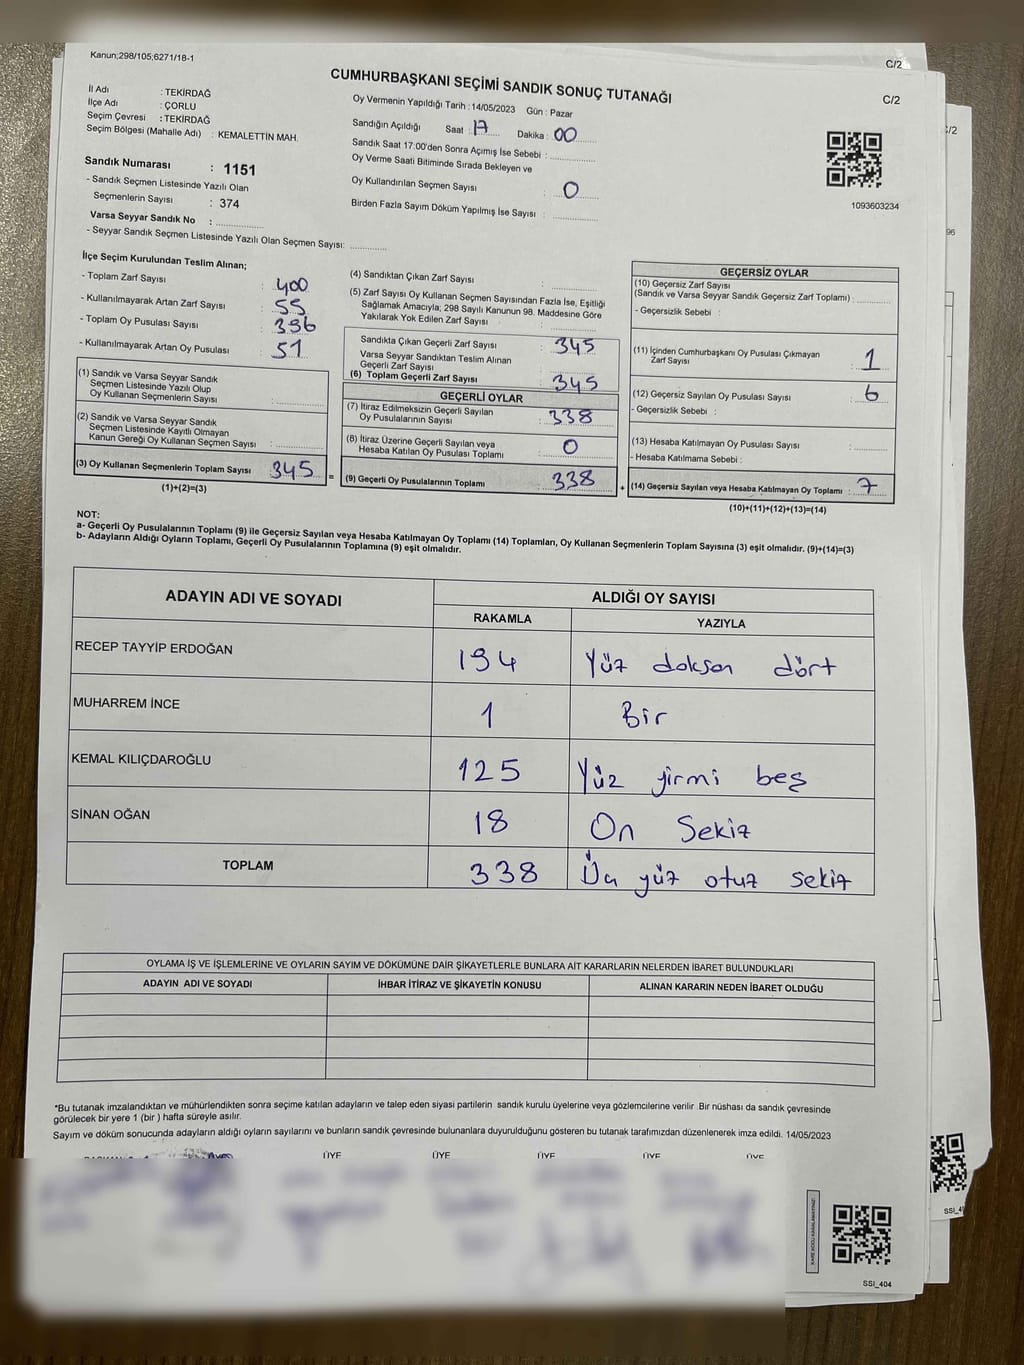 Kanun;298/105;6271/18-1
C/2
CUMHURBAŞKANI SEÇİMİ SANDIK SONUÇ TUTANAĞI
C/2
C/2
İl Adı : TEKİRDAĞ
İlçe Adı : ÇORLU
Seçim Çevresi : TEKİRDAĞ
Seçim Bölgesi (Mahalle Adı) : KEMALETTİN MAH.
Sandık Numarası : 1151
- Sandık Seçmen Listesinde Yazılı Olan
Seçmenlerin Sayısı : 374
Varsa Seyyar Sandık No :
- Seyyar Sandık Seçmen Listesinde Yazılı Olan Seçmen Sayısı:
Oy Vermenin Yapıldığı Tarih : 14/05/2023 Gün : Pazar
Sandığın Açıldığı Saat : 17 Dakika : 00
Sandık Saat 17:00'den Sonra Açımış İse Sebebi :
Oy Verme Saati Bitiminde Sırada Bekleyen ve
Oy Kullandırılan Seçmen Sayısı : 0
Birden Fazla Sayım Döküm Yapılmış İse Sayısı :
1093603234
96
İlçe Seçim Kurulundan Teslim Alınan;
- Toplam Zarf Sayısı : 400
- Kullanılmayarak Artan Zarf Sayısı : 55
- Toplam Oy Pusulası Sayısı : 396
- Kullanılmayarak Artan Oy Pusulası : 51
(1) Sandık ve Varsa Seyyar Sandık
Seçmen Listesinde Yazılı Olup
Oy Kullanan Seçmenlerin Sayısı :
(2) Sandık ve Varsa Seyyar Sandık
Seçmen Listesinde Kayıtlı Olmayan
Kanun Gereği Oy Kullanan Seçmen Sayısı :
(3) Oy Kullanan Seçmenlerin Toplam Sayısı 345
(1)+(2)=(3)
(4) Sandıktan Çıkan Zarf Sayısı :
(5) Zarf Sayısı Oy Kullanan Seçmen Sayısından Fazla İse, Eşitliği
Sağlamak Amacıyla; 298 Sayılı Kanunun 98. Maddesine Göre
Yakılarak Yok Edilen Zarf Sayısı :
Sandıkta Çıkan Geçerli Zarf Sayısı : 345
Varsa Seyyar Sandıktan Teslim Alınan
Geçerli Zarf Sayısı :
(6) Toplam Geçerli Zarf Sayısı : 345
GEÇERLİ OYLAR
(7) İtiraz Edilmeksizin Geçerli Sayılan
Oy Pusulalarının Sayısı : 338
(8) İtiraz Üzerine Geçerli Sayılan veya
Hesaba Katılan Oy Pusulası Toplamı : 0
= (9) Geçerli Oy Pusulalarının Toplamı : 338
GEÇERSİZ OYLAR
(10) Geçersiz Zarf Sayısı
(Sandık ve Varsa Seyyar Sandık Geçersiz Zarf Toplamı) :
- Geçersizlik Sebebi :
(11) İçinden Cumhurbaşkanı Oy Pusulası Çıkmayan
Zarf Sayısı : 1
(12) Geçersiz Sayılan Oy Pusulası Sayısı : 6
- Geçersizlik Sebebi :
(13) Hesaba Katılmayan Oy Pusulası Sayısı :
- Hesaba Katılmama Sebebi :
+ (14) Geçersiz Sayılan veya Hesaba Katılmayan Oy Toplamı : 7
(10)+(11)+(12)+(13)=(14)
NOT:
a- Geçerli Oy Pusulalarının Toplamı (9) ile Geçersiz Sayılan veya Hesaba Katılmayan Oy Toplamı (14) Toplamları, Oy Kullanan Seçmenlerin Toplam Sayısına (3) eşit olmalıdır. (9)+(14)=(3)
b- Adayların Aldığı Oyların Toplamı, Geçerli Oy Pusulalarının Toplamına (9) eşit olmalıdır.
ADAYIN ADI VE SOYADI
ALDIĞI OY SAYISI
RAKAMLA YAZIYLA
RECEP TAYYİP ERDOĞAN 194 Yüz doksan dört
MUHARREM İNCE 1 Bir
KEMAL KILIÇDAROĞLU 125 Yüz yirmi beş
SİNAN OĞAN 18 On Sekiz
TOPLAM 338 Üç yüz otuz sekiz
OYLAMA İŞ VE İŞLEMLERİNE VE OYLARIN SAYIM VE DÖKÜMÜNE DAİR ŞİKAYETLERLE BUNLARA AİT KARARLARIN NELERDEN İBARET BULUNDUKLARI
ADAYIN ADI VE SOYADI İHBAR İTİRAZ VE ŞİKAYETİN KONUSU ALINAN KARARIN NEDEN İBARET OLDUĞU
*Bu tutanak imzalandıktan ve mühürlendikten sonra seçime katılan adayların ve talep eden siyasi partilerin sandık kurulu üyelerine veya gözlemcilerine verilir. Bir nüshası da sandık çevresinde
görülecek bir yere 1 (bir ) hafta süreyle asılır.
Sayım ve döküm sonucunda adayların aldığı oyların sayılarını ve bunların sandık çevresinde bulunanlara duyurulduğunu gösteren bu tutanak tarafımızdan düzenlenerek imza edildi. 14/05/2023
ÜYE ÜYE ÜYE ÜYE ÜYE
SSI_404